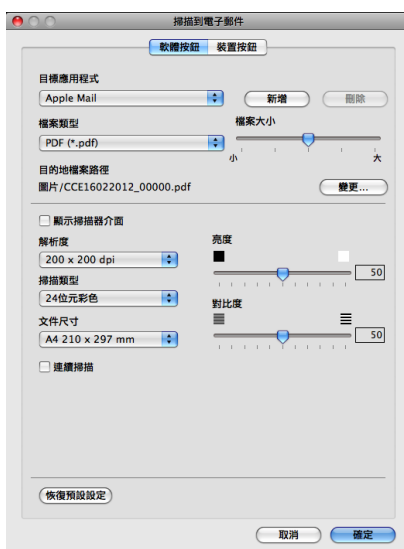 掃描到電子郵件
軟體按鈕 裝置按鈕
目標應用程式
Apple Mail 新增 刪除
檔案類型 檔案大小
PDF (*.pdf)
小 大
目的地檔案路徑
圖片/CCE16022012_00000.pdf 變更...
顯示掃描器介面
解析度 亮度
200 x 200 dpi 50
掃描類型
24位元彩色 對比度
文件尺寸
A4 210 x 297 mm 50
連續掃描
恢復預設設定
取消 確定